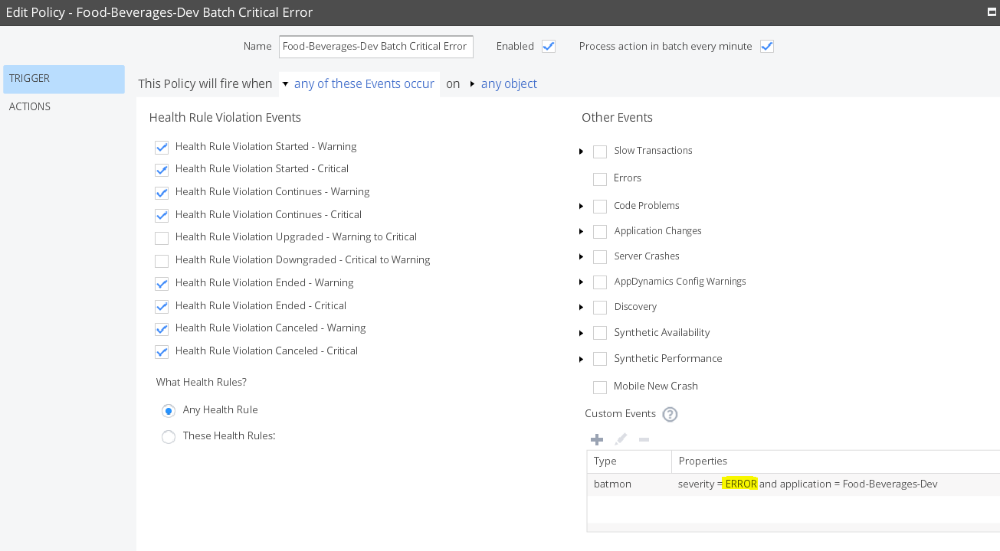 Edit Policy - Food-Beverages-Dev Batch Critical Error
Name Food-Beverages-Dev Batch Critical Error Enabled Process action in batch every minute
TRIGGER
ACTIONS
This Policy will fire when any of these Events occur on any object
Health Rule Violation Events
Health Rule Violation Started - Warning
Health Rule Violation Started - Critical
Health Rule Violation Continues - Warning
Health Rule Violation Continues - Critical
Health Rule Violation Upgraded - Warning to Critical
Health Rule Violation Downgraded - Critical to Warning
Health Rule Violation Ended - Warning
Health Rule Violation Ended - Critical
Health Rule Violation Canceled - Warning
Health Rule Violation Canceled - Critical
What Health Rules?
Any Health Rule
These Health Rules:
Other Events
Slow Transactions
Errors
Code Problems
Application Changes
Server Crashes
AppDynamics Config Warnings
Discovery
Synthetic Availability
Synthetic Performance
Mobile New Crash
Custom Events ?
Type Properties
batmon severity = ERROR and application = Food-Beverages-Dev